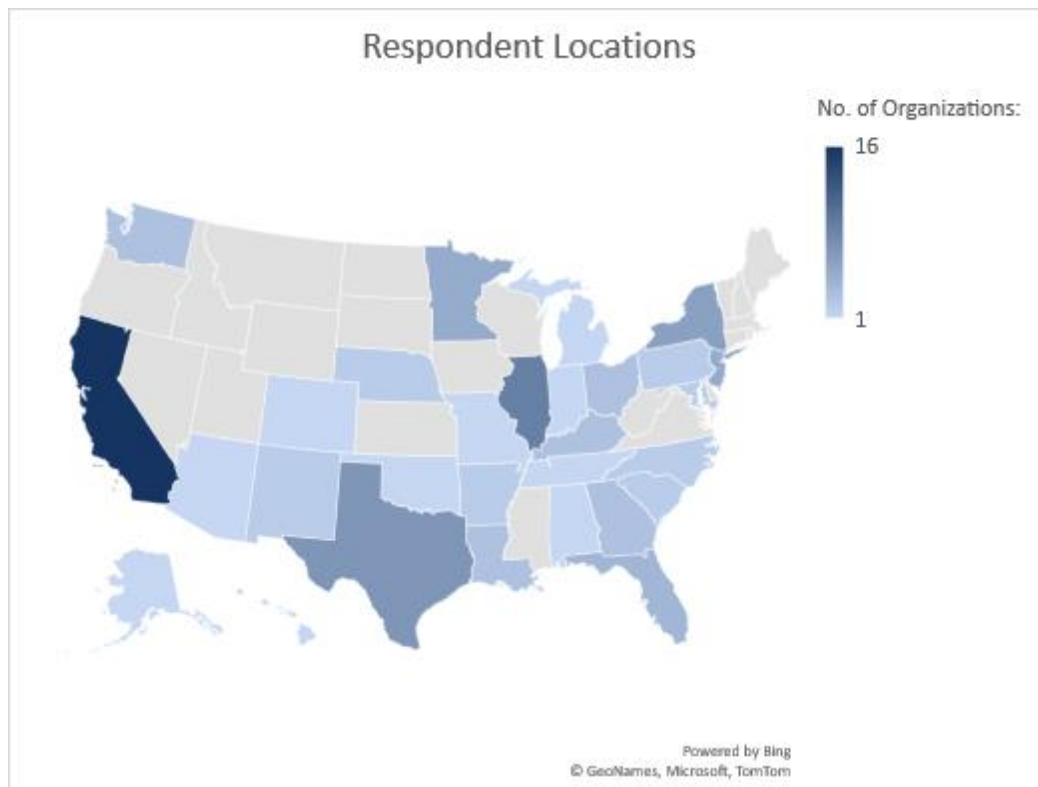 Respondent Locations
No. of Organizations:
16
1
Powered by Bing
© GeoNames, Microsoft, TomTom